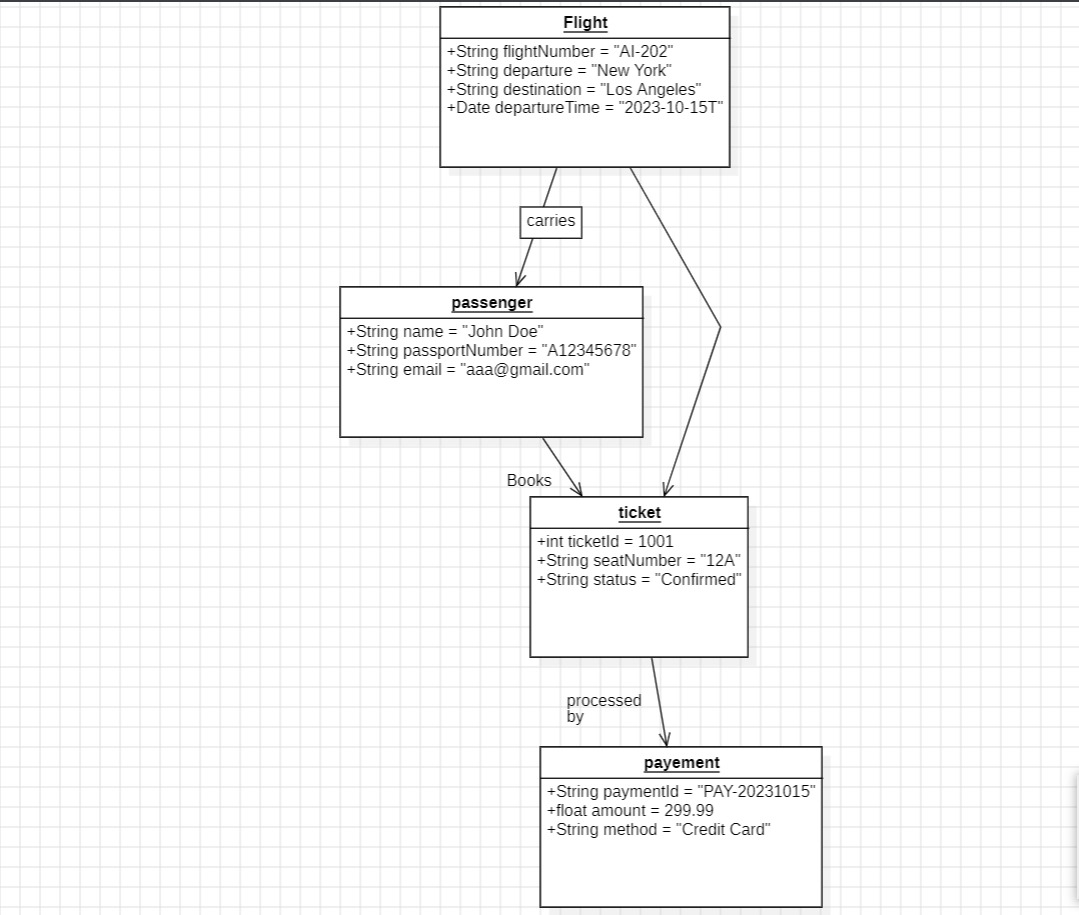 Flight
+String flightNumber = "AI-202"
+String departure = "New York"
+String destination = "Los Angeles"
+Date departureTime = "2023-10-15T"
carries
passenger
+String name = "John Doe"
+String passportNumber = "A12345678"
+String email = "aaa@gmail.com"
Books
ticket
+int ticketId = 1001
+String seatNumber = "12A"
+String status = "Confirmed"
processed
by
payement
+String paymentId = "PAY-20231015"
+float amount = 299.99
+String method = "Credit Card"